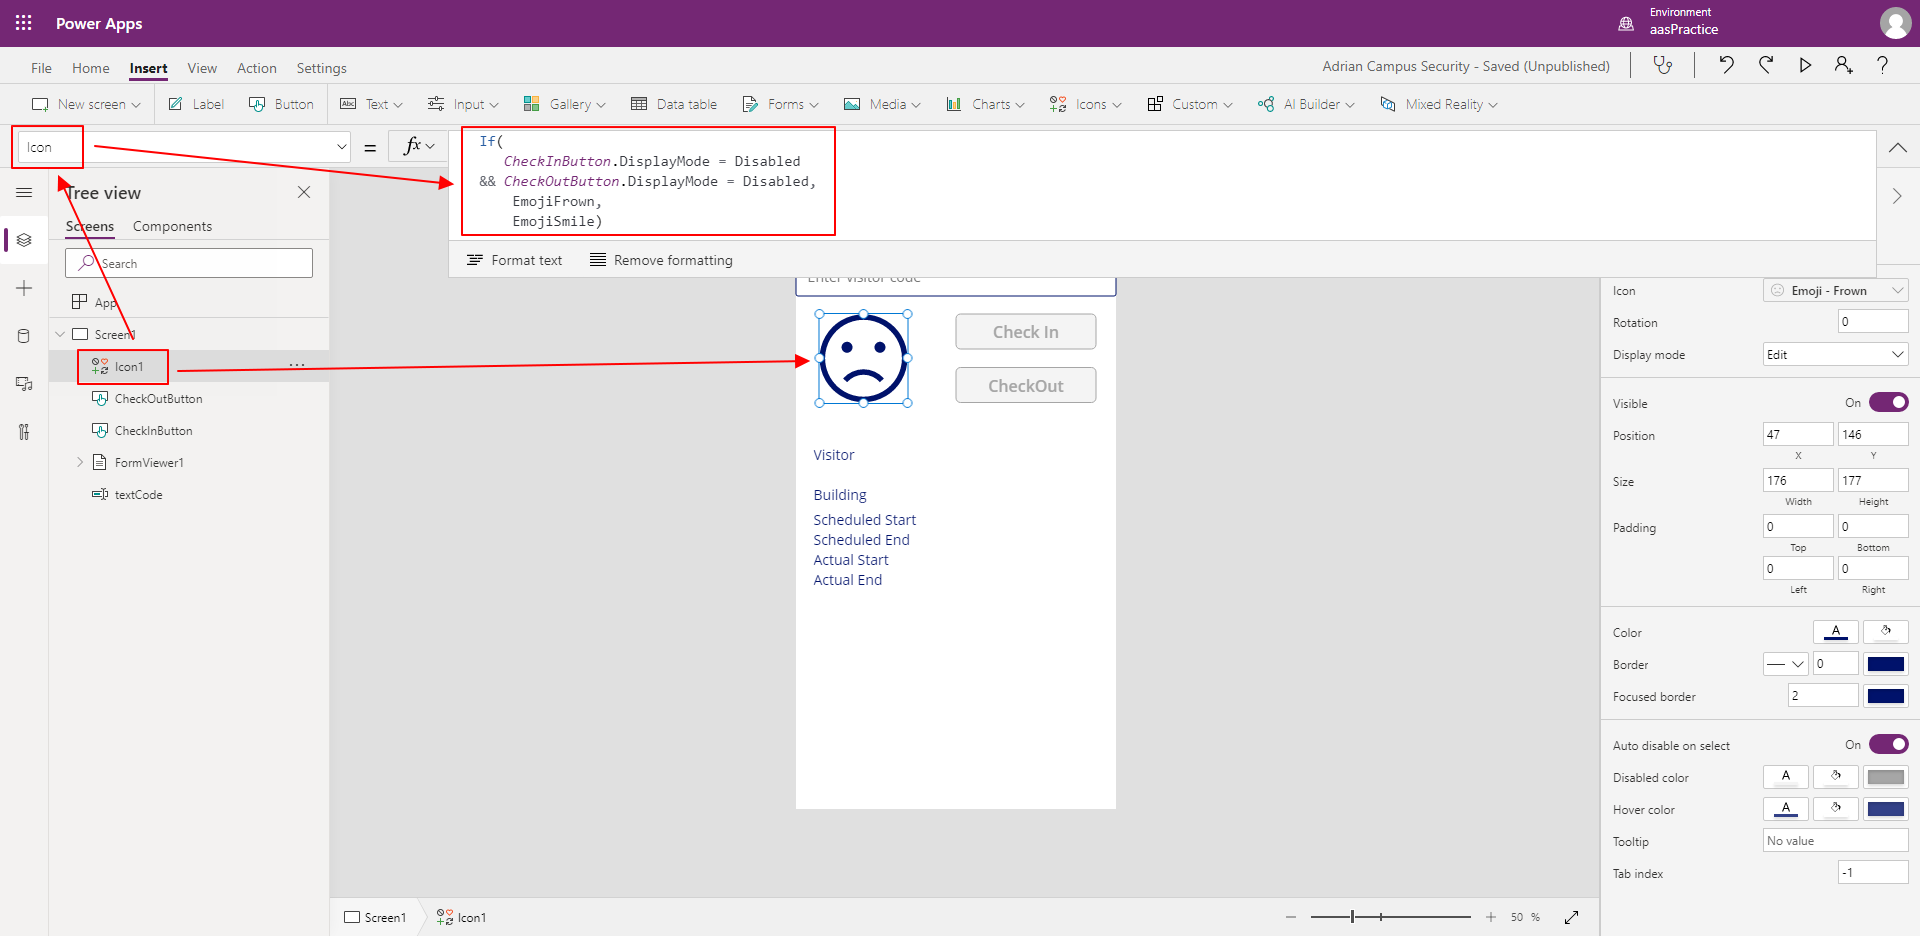 Power Apps
Environment
aasPractice
File Home Insert View Action Settings
Adrian Campus Security - Saved (Unpublished)
New screen Label Button Text Input Gallery Data table Forms Media Charts Icons Custom AI Builder Mixed Reality
Icon = fx
If(
CheckInButton.DisplayMode = Disabled
&& CheckOutButton.DisplayMode = Disabled,
EmojiFrown,
EmojiSmile)
Format text Remove formatting
Tree view
Screens Components
Search
App
Screen1
Icon1
CheckOutButton
CheckInButton
FormViewer1
textCode
Enter visitor code
Check In
CheckOut
Visitor
Building
Scheduled Start
Scheduled End
Actual Start
Actual End
Icon Emoji - Frown
Rotation 0
Display mode Edit
Visible On
Position 47 146
X Y
Size 176 177
Width Height
Padding 0 0
Top Bottom
0 0
Left Right
Color A
Border 0
Focused border 2
Auto disable on select On
Disabled color A
Hover color A
Tooltip No value
Tab index -1
Screen1 Icon1
50 %